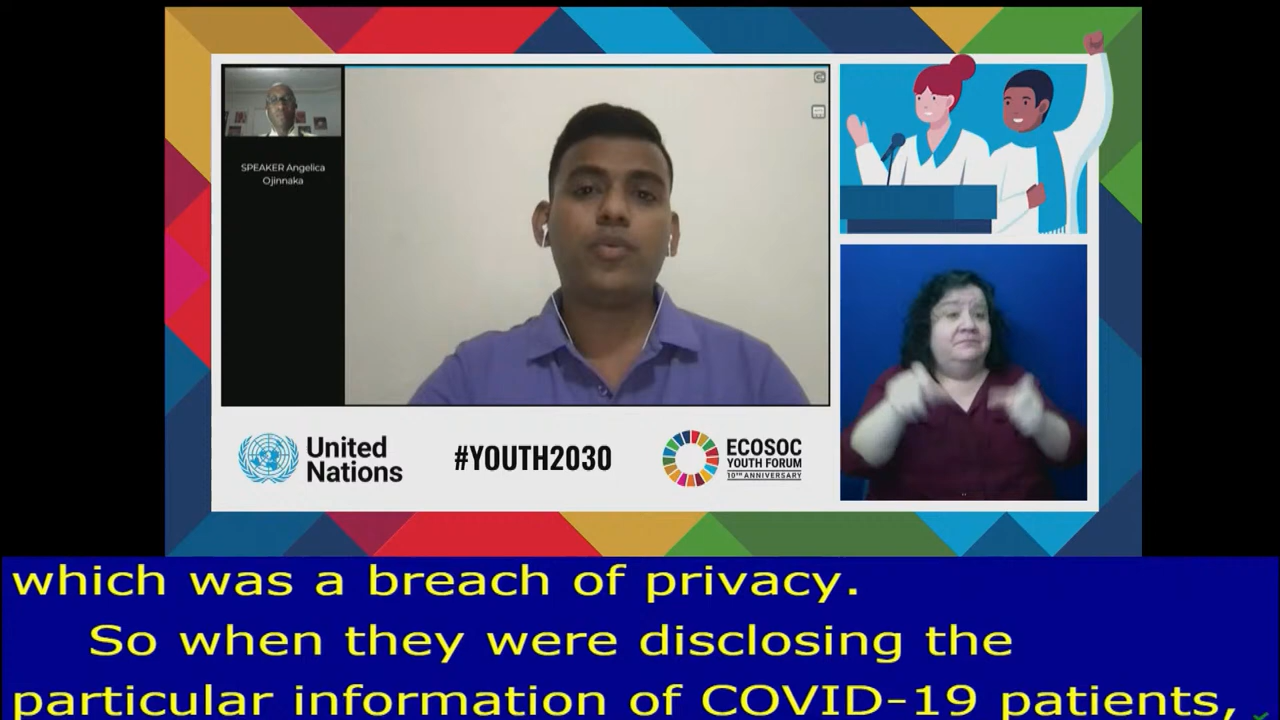 SPEAKER Angelica
Ojinnaka
United
Nations
#YOUTH2030
ECOSOC
YOUTH FORUM
10TH ANNIVERSARY
which was a breach of privacy.
So when they were disclosing the
particular information of COVID-19 patients,